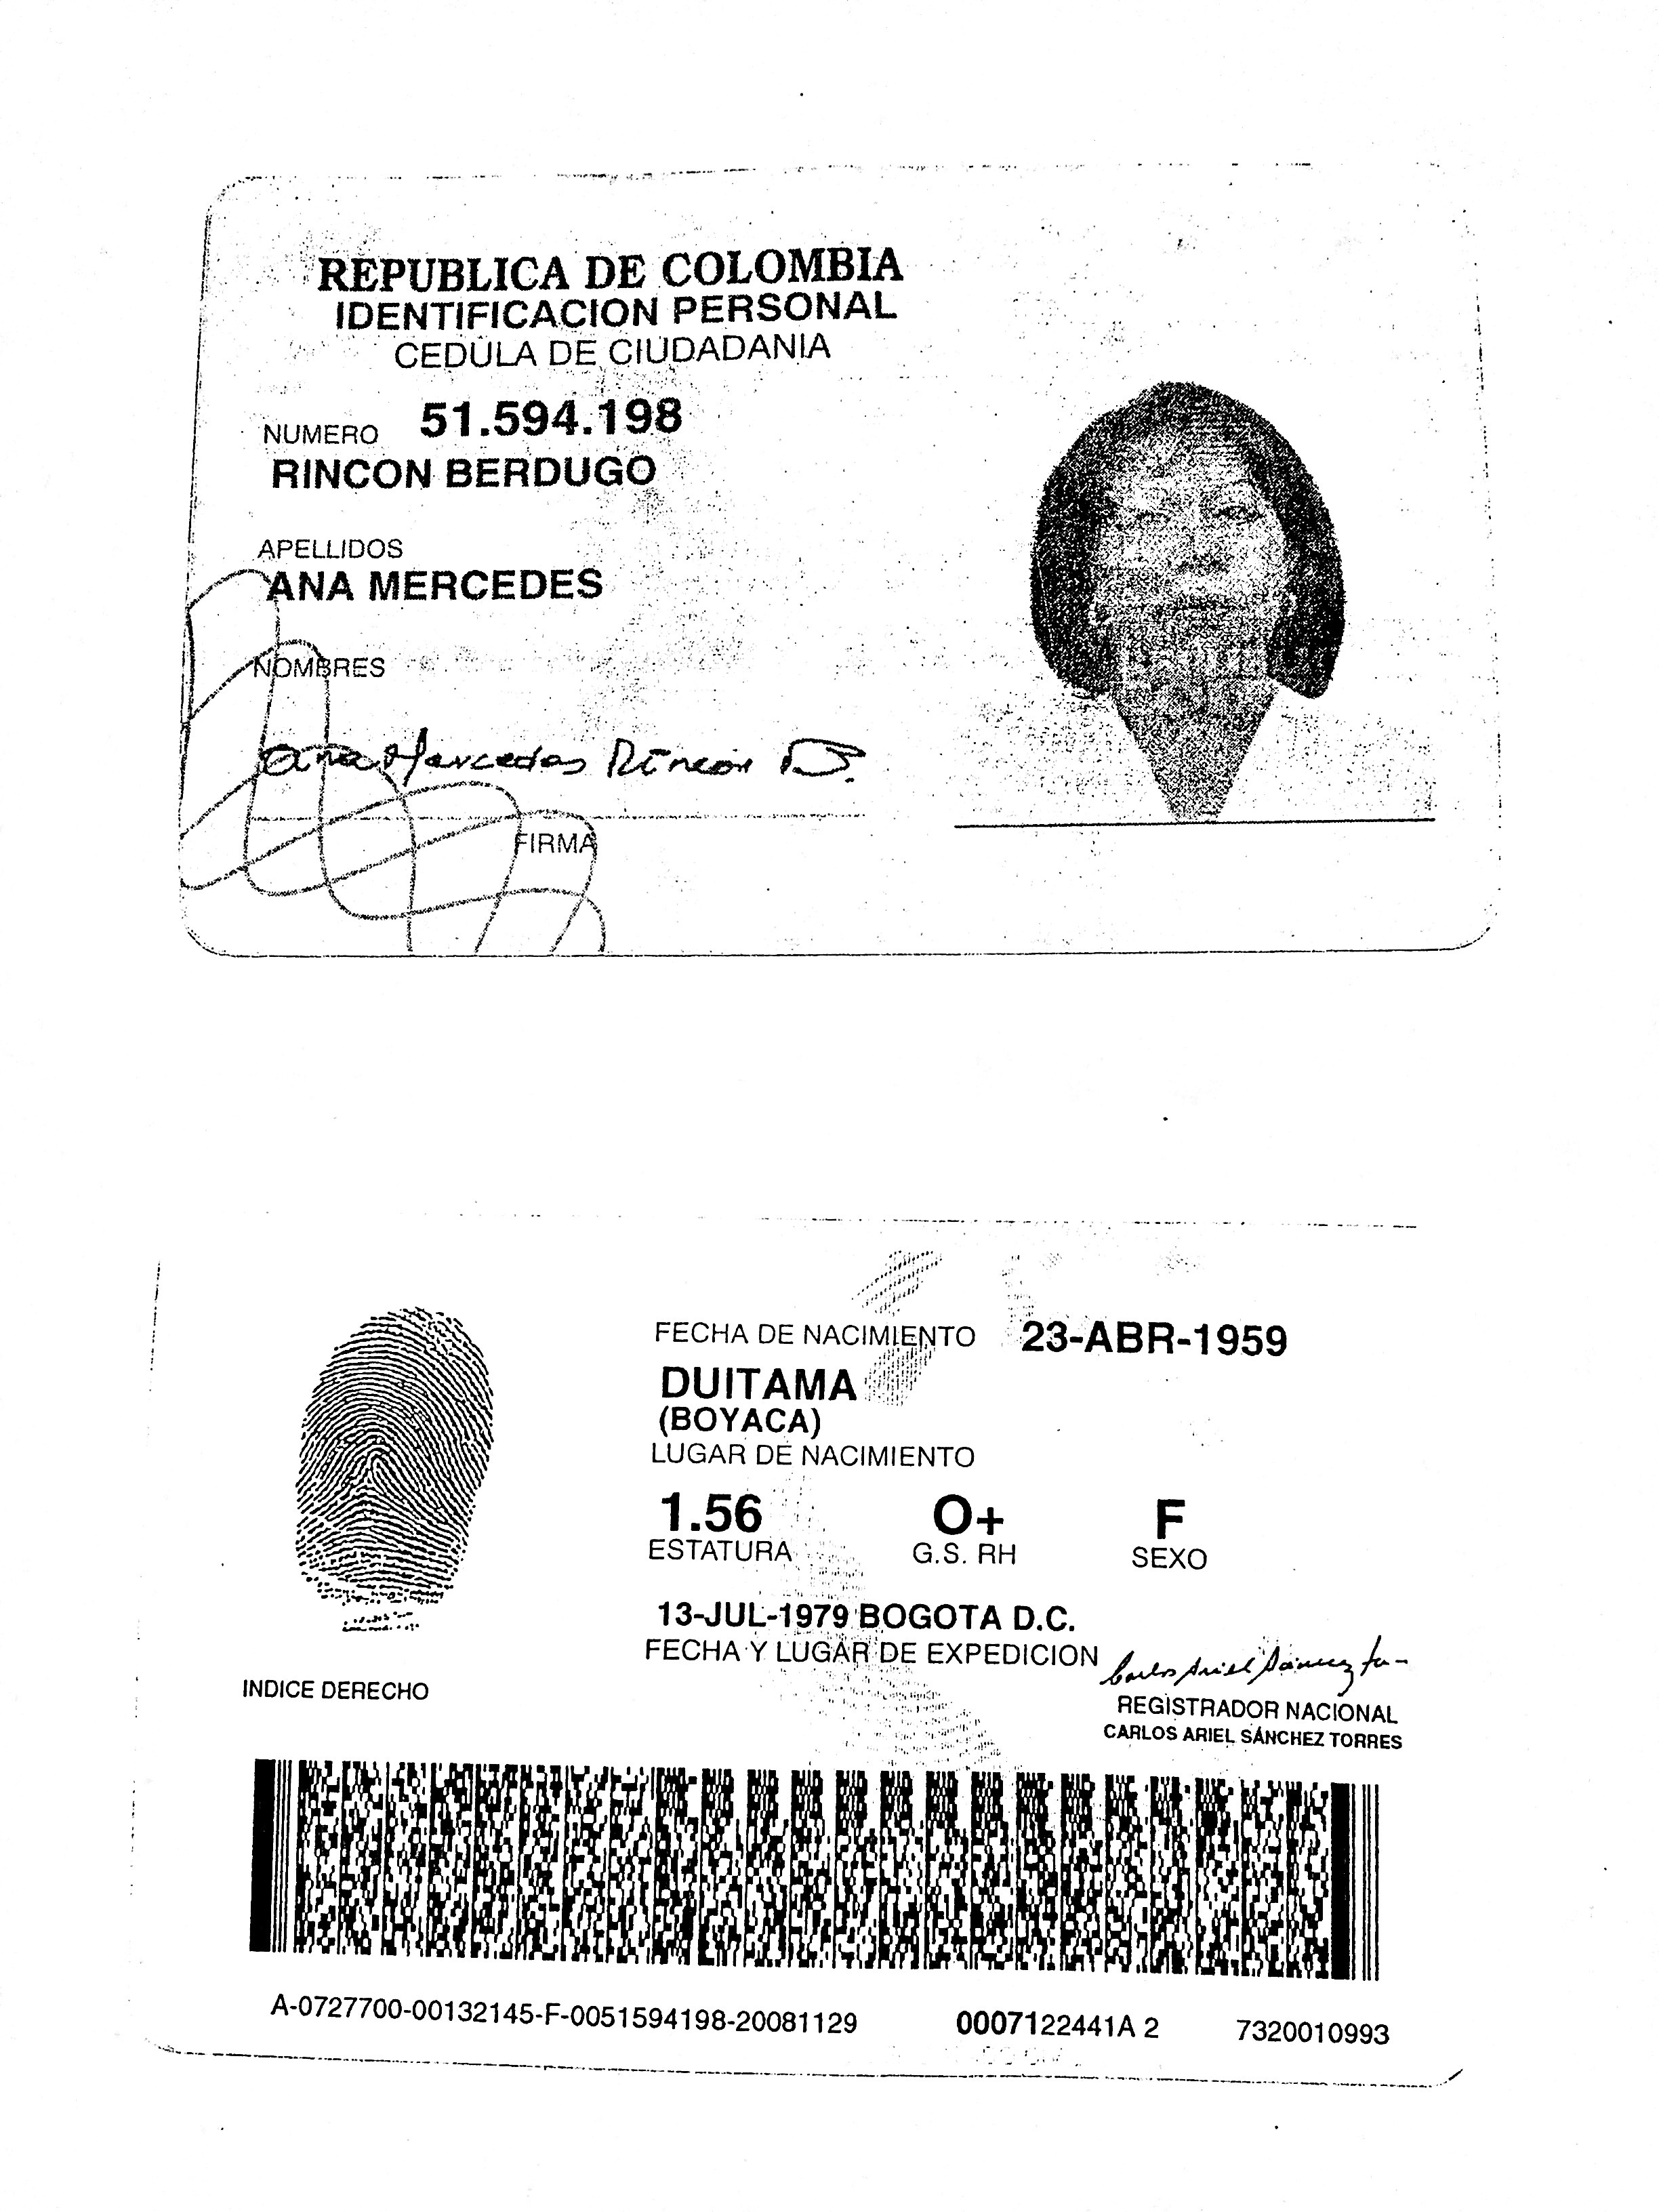 REPUBLICA DE COLOMBIA
IDENTIFICACION PERSONAL
CEDULA DE CIUDADANIA
NUMERO 51.594.198
RINCON BERDUGO
APELLIDOS
ANA MERCEDES
NOMBRES
Ana Mercedes Rincon B.
FIRMA
FECHA DE NACIMIENTO 23-ABR-1959
DUITAMA
(BOYACA)
LUGAR DE NACIMIENTO
1.56 O+ F
ESTATURA G.S. RH SEXO
13-JUL-1979 BOGOTA D.C.
FECHA Y LUGAR DE EXPEDICION
Carlos Ariel Sánchez
INDICE DERECHO
REGISTRADOR NACIONAL
CARLOS ARIEL SÁNCHEZ TORRES
A-0727700-00132145-F-0051594198-20081129 0007122441A 2 7320010993